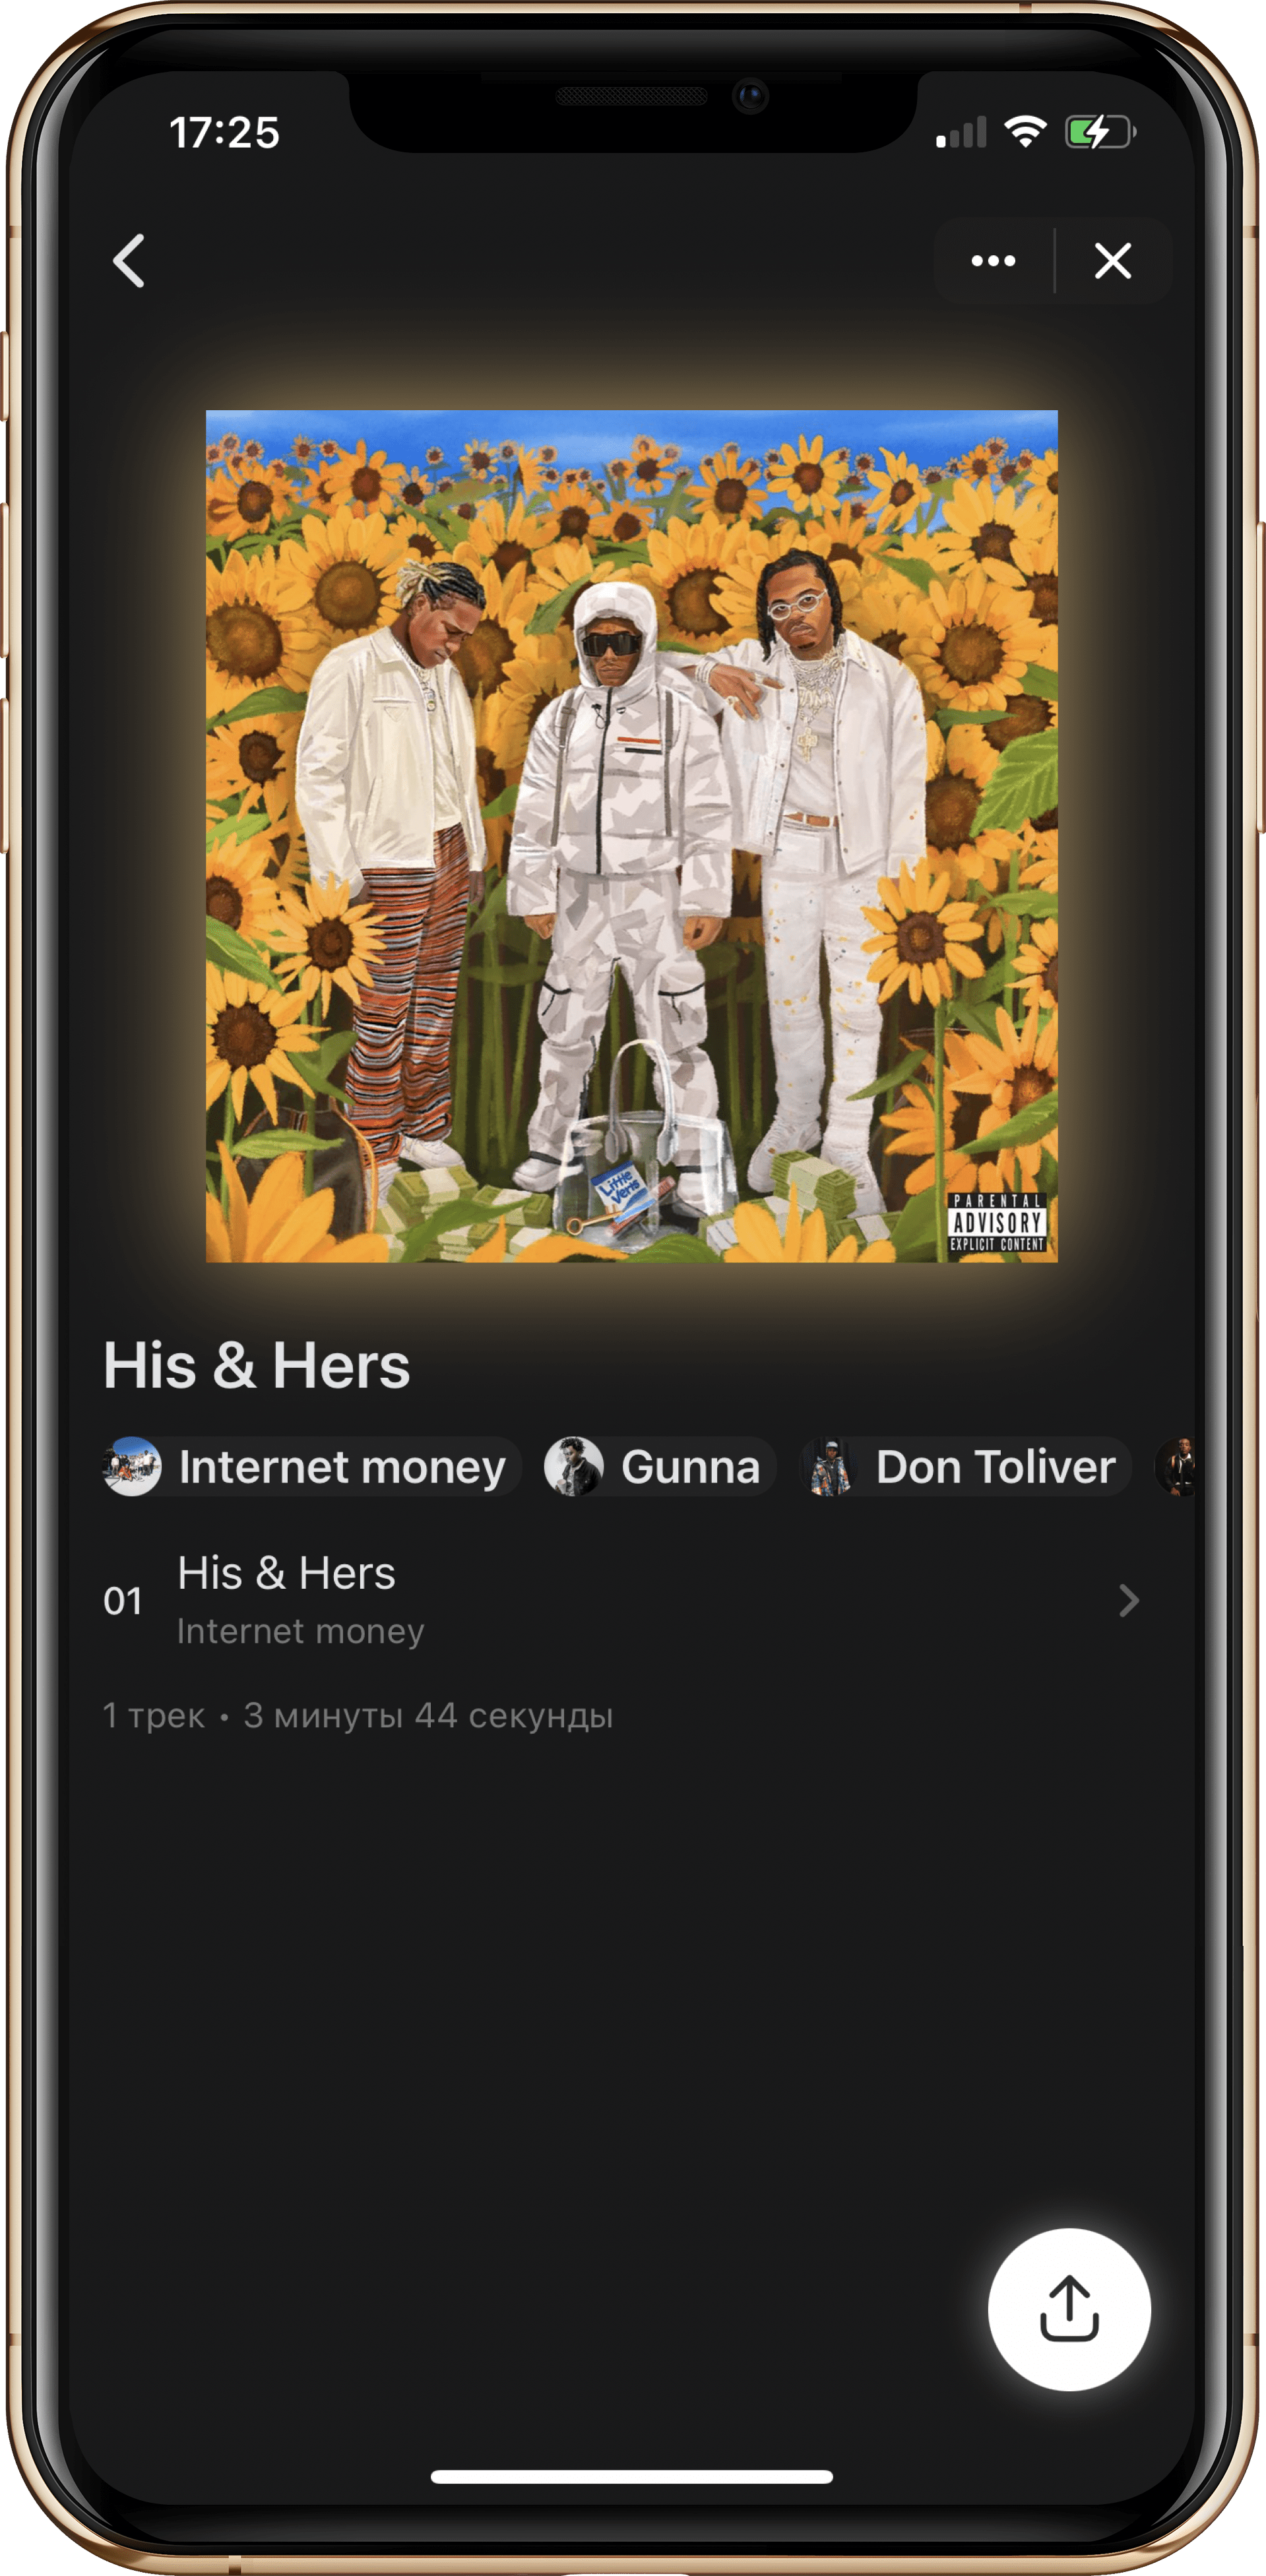 17:25
Little
Verts
PARENTAL
ADVISORY
EXPLICIT CONTENT
His & Hers
Internet money
Gunna
Don Toliver
01
His & Hers
Internet money
1 трек • 3 минуты 44 секунды